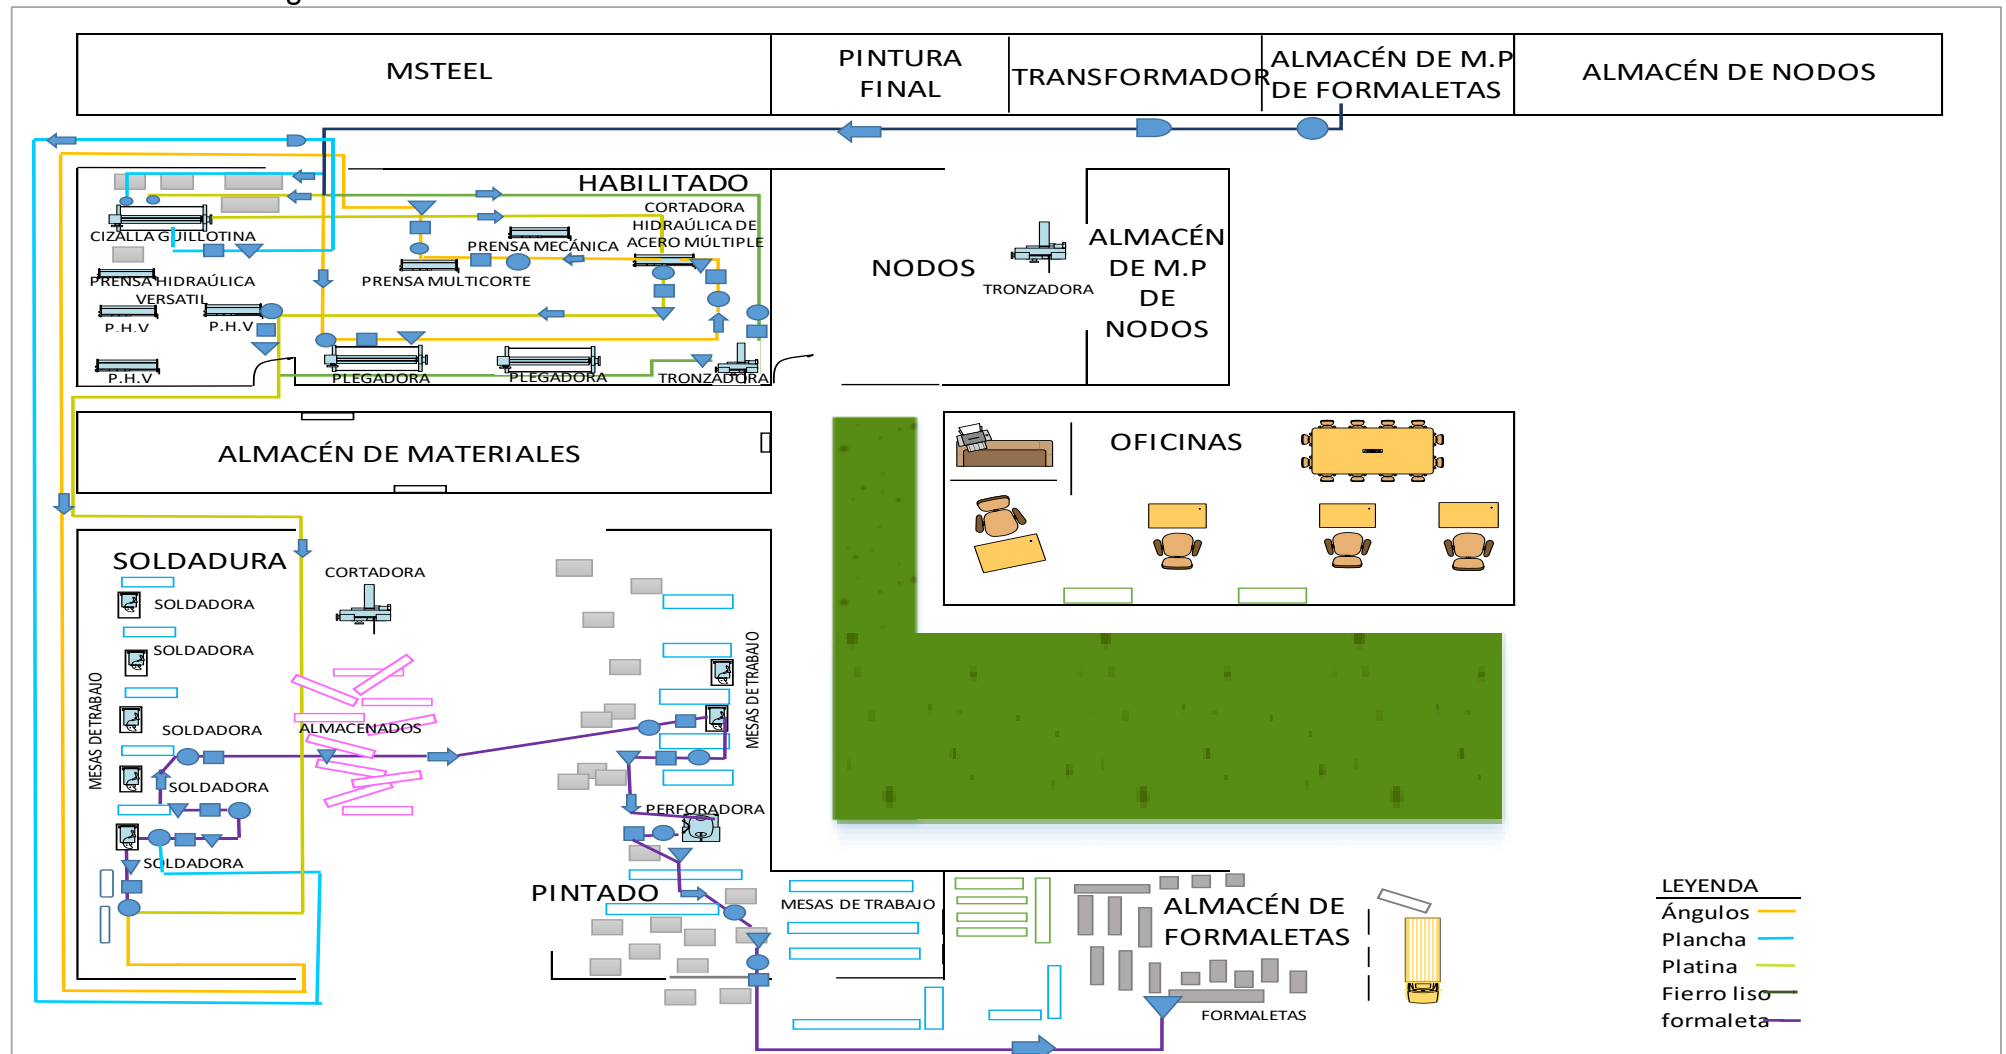 MSTEEL
PINTURA
FINAL
TRANSFORMADOR
ALMACÉN DE M.P
DE FORMALETAS
ALMACÉN DE NODOS
HABILITADO
CORTADORA
HIDRAÚLICA DE
ACERO MÚLTIPLE
CIZALLA GUILLOTINA
PRENSA MECÁNICA
PRENSA HIDRAÚLICA
VERSATIL
PRENSA MULTICORTE
P.H.V
P.H.V
P.H.V
PLEGADORA
PLEGADORA
TRONZADORA
NODOS
TRONZADORA
ALMACÉN
DE M.P
DE
NODOS
ALMACÉN DE MATERIALES
OFICINAS
SOLDADURA
CORTADORA
SOLDADORA
SOLDADORA
MESAS DE TRABAJO
SOLDADORA
ALMACENADOS
MESAS DE TRABAJO
SOLDADORA
PERFORADORA
SOLDADORA
PINTADO
MESAS DE TRABAJO
ALMACÉN DE
FORMALETAS
FORMALETAS
LEYENDA
Ángulos
Plancha
Platina
Fierro liso
formaleta